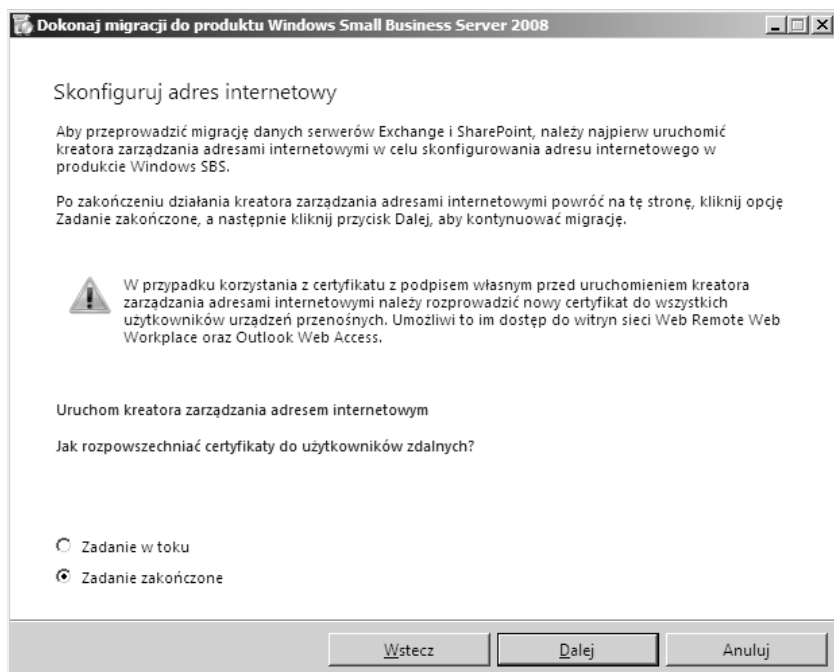 Dokonaj migracji do produktu Windows Small Business Server 2008
Skonfiguruj adres internetowy
Aby przeprowadzić migrację danych serwerów Exchange i SharePoint, należy najpierw uruchomić
kreatora zarządzania adresami internetowymi w celu skonfigurowania adresu internetowego w
produkcie Windows SBS.
Po zakończeniu działania kreatora zarządzania adresami internetowymi powróć na tę stronę, kliknij opcję
Zadanie zakończone, a następnie kliknij przycisk Dalej, aby kontynuować migrację.
W przypadku korzystania z certyfikatu z podpisem własnym przed uruchomieniem kreatora
zarządzania adresami internetowymi należy rozprowadzić nowy certyfikat do wszystkich
użytkowników urządzeń przenośnych. Umożliwi to im dostęp do witryn sieci Web Remote Web
Workplace oraz Outlook Web Access.
Uruchom kreatora zarządzania adresem internetowym
Jak rozpowszechniać certyfikaty do użytkowników zdalnych?
Zadanie w toku
Zadanie zakończone
Wstecz Dalej Anuluj